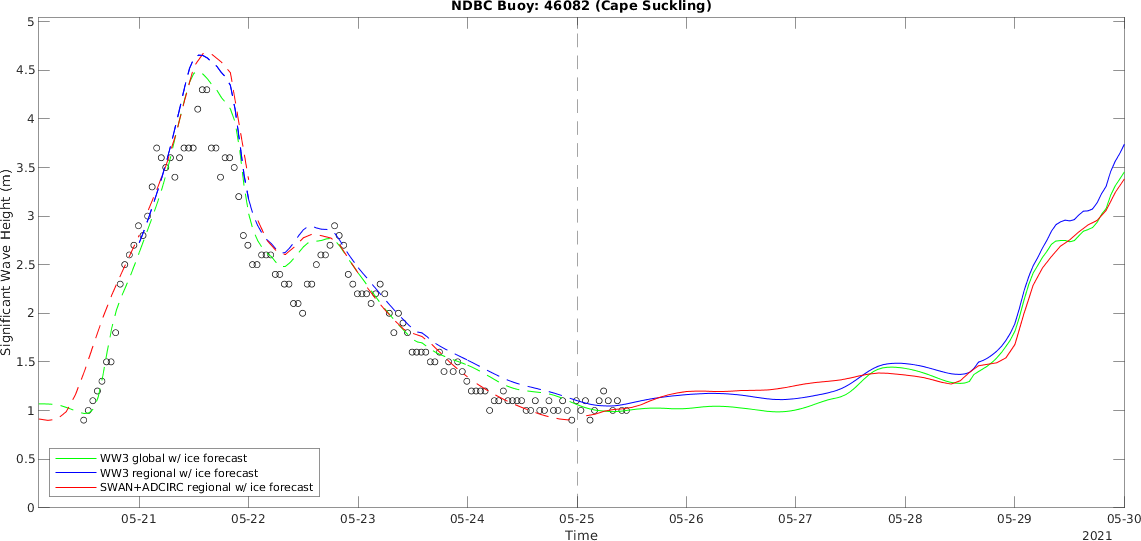 NDBC Buoy: 46082 (Cape Suckling)
5
4.5
4
3.5
3
2.5
2
1.5
1
0.5
0
Significant Wave Height (m)
WW3 global w/ ice forecast
WW3 regional w/ ice forecast
SWAN+ADCIRC regional w/ ice forecast
05-21 05-22 05-23 05-24 05-25 05-26 05-27 05-28 05-29 05-30
Time
2021